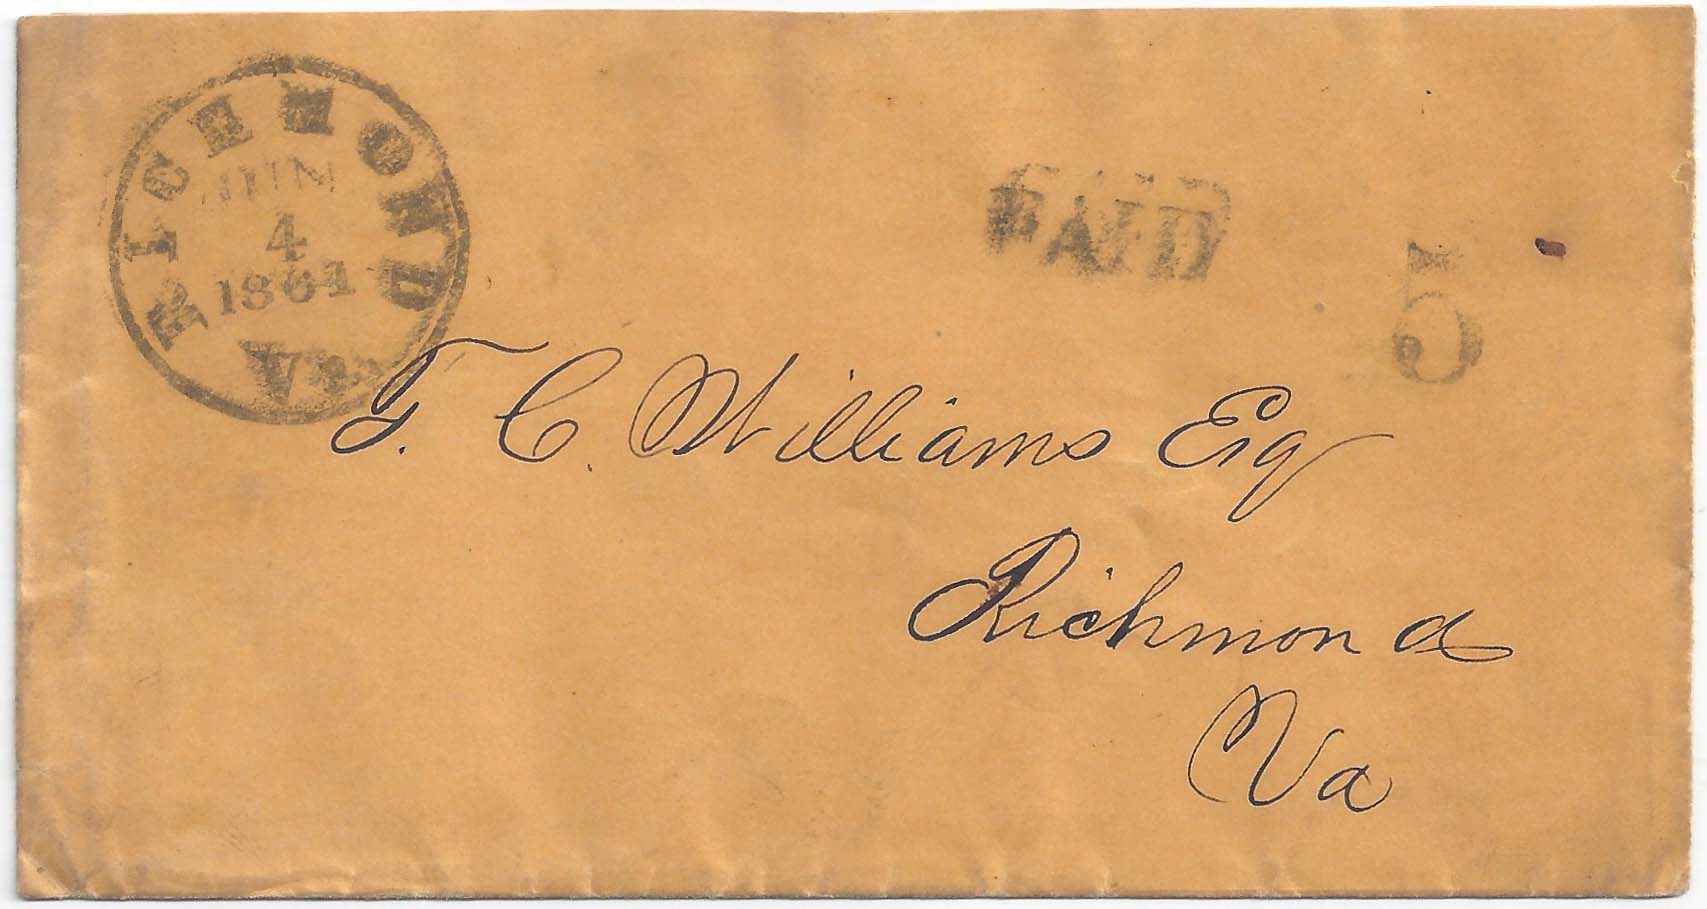 RICHMOND
JUN
4
1861
Va.
PAID
5
T. C. Williams Esq
Richmond
Va